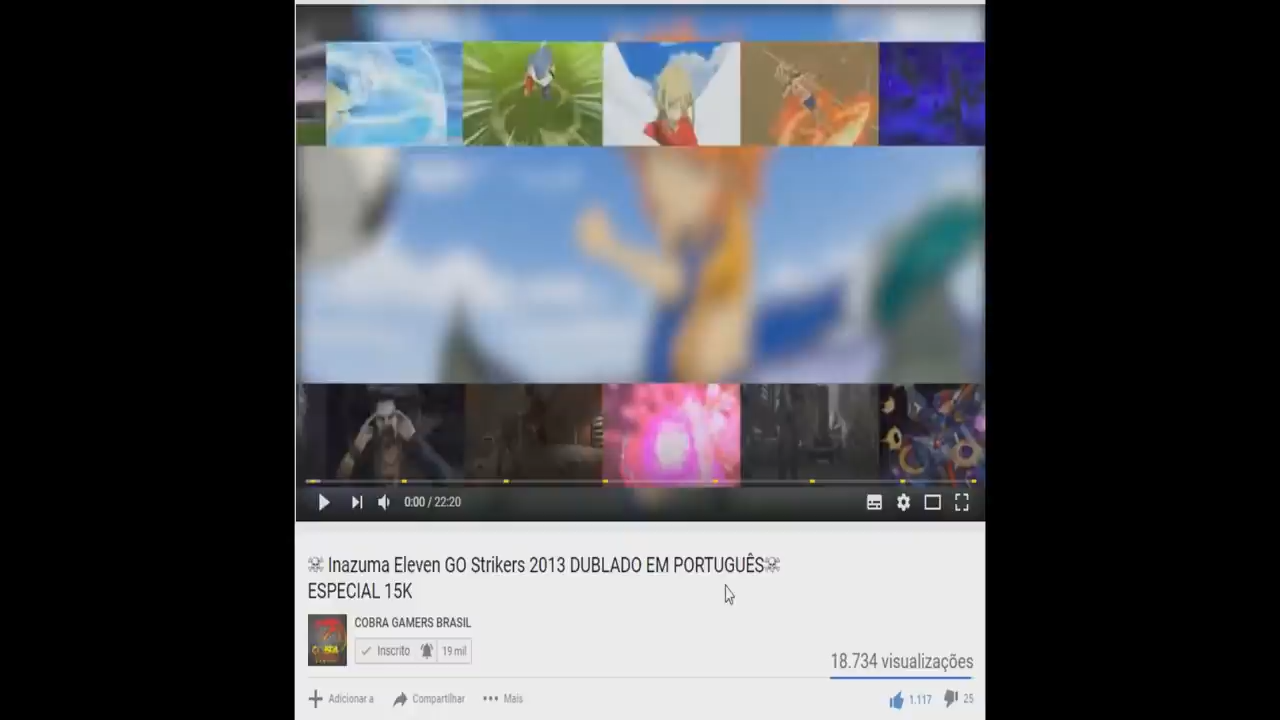 0:00 / 22:20
☠ Inazuma Eleven GO Strikers 2013 DUBLADO EM PORTUGUÊS☠
ESPECIAL 15K
COBRA GAMERS BRASIL
Inscrito 19 mil
18.734 visualizações
Adicionar a Compartilhar Mais 1.117 25